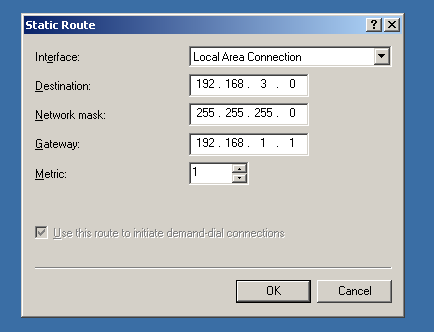 Static Route
Interface: Local Area Connection
Destination: 192 . 168 . 3 . 0
Network mask: 255 . 255 . 255 . 0
Gateway: 192 . 168 . 1 . 1
Metric: 1
Use this route to initiate demand-dial connections
OK Cancel